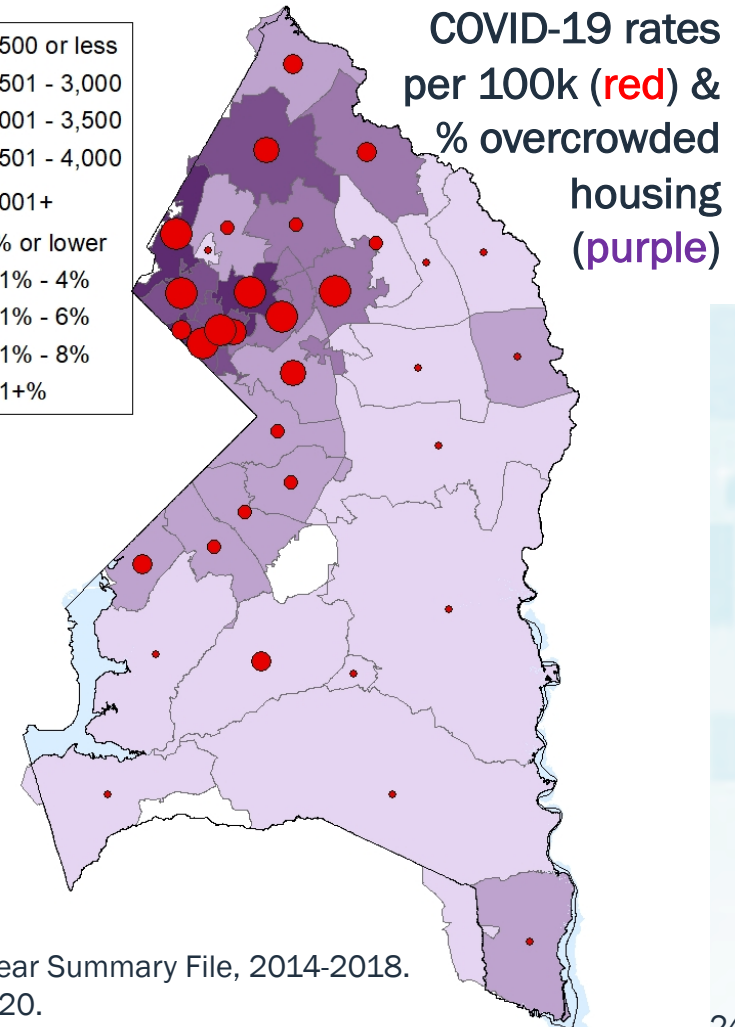 COVID-19 rates
per 100k (red) &
% overcrowded
housing
(purple)
500 or less
501 - 3,000
001 - 3,500
501 - 4,000
001+
% or lower
1% - 4%
1% - 6%
1% - 8%
1+%
ear Summary File, 2014-2018.
20.